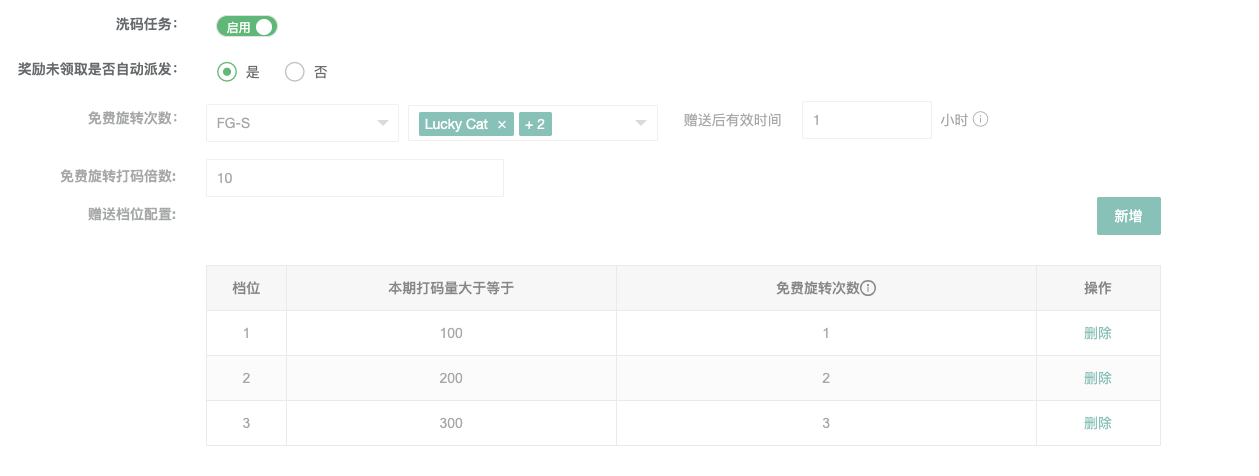 洗码任务： 启用
奖励未领取是否自动派发： 是 否
免费旋转次数： FG-S Lucky Cat × + 2 赠送后有效时间 1 小时
免费旋转打码倍数: 10
赠送档位配置: 新增
档位 本期打码量大于等于 免费旋转次数 操作
1 100 1 删除
2 200 2 删除
3 300 3 删除